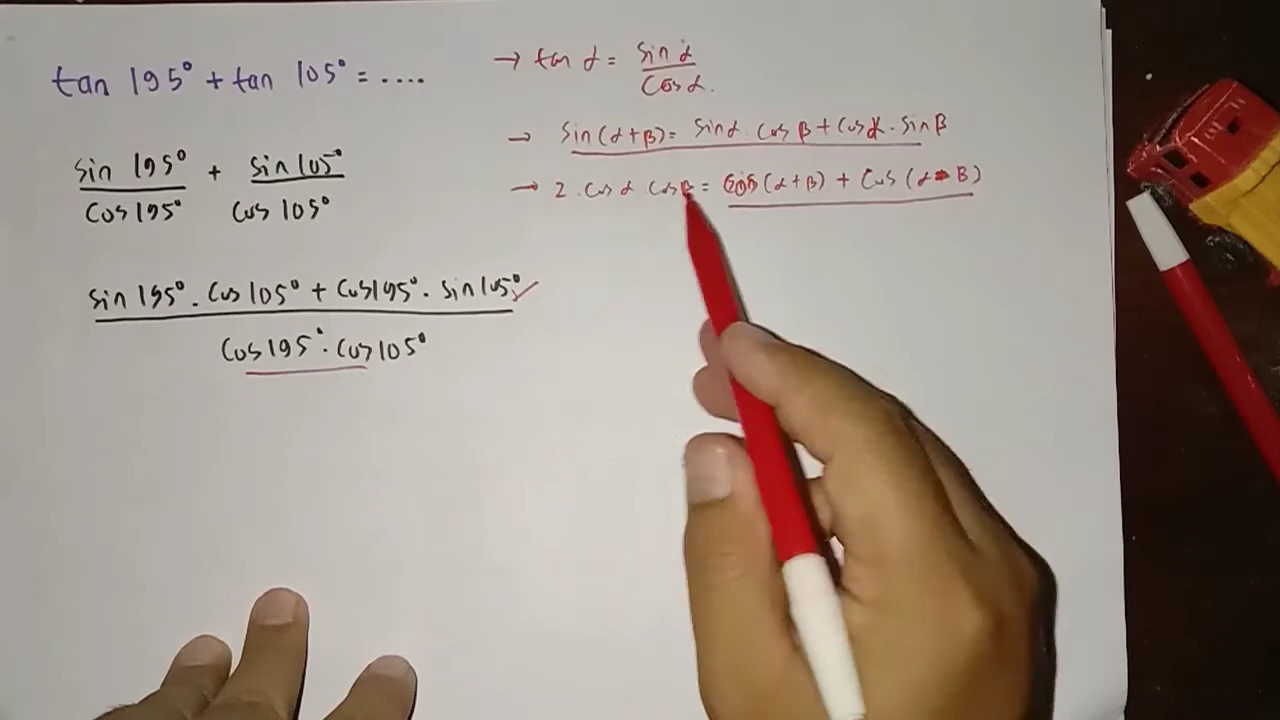 tan 195° + tan 105° = ....
sin 195° / cos 195° + sin 105° / cos 105°
sin 195° . cos 105° + cos 195° . sin 105° ✓
cos 195° . cos 105°
→ tan α = sin α / cos α.
→ sin (α+β) = sin α . cos β + cos α . sin β
→ 2 . cos α cos β = cos (α+β) + cos (α-β)